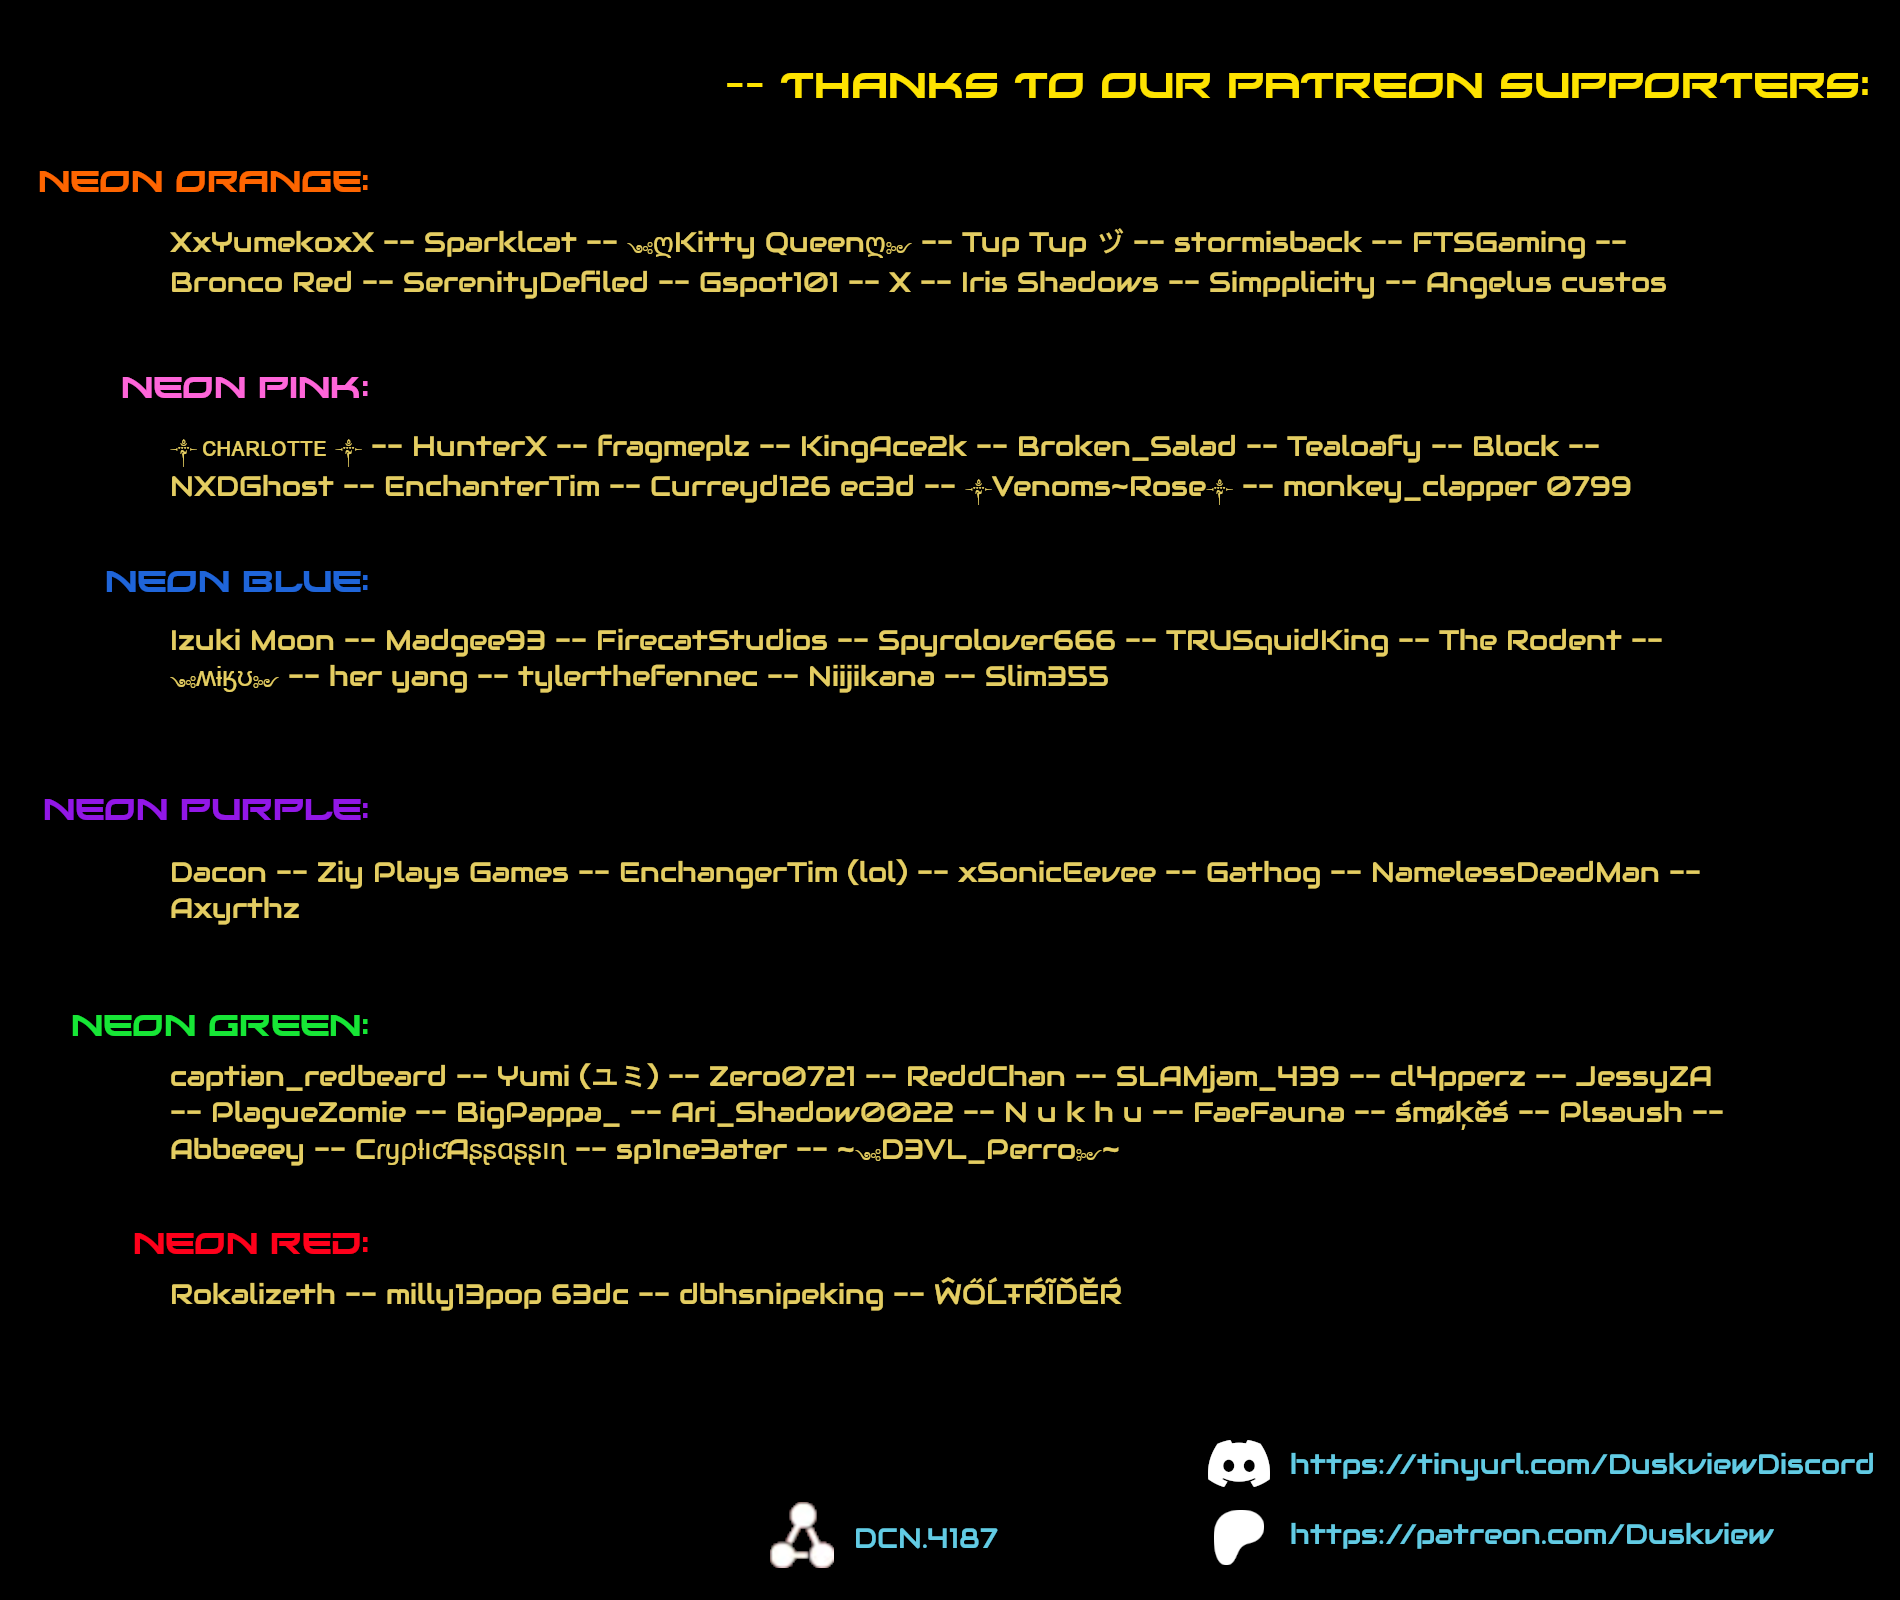 -- THANKS TO OUR PATREON SUPPORTERS:
NEON ORANGE:
XxYumekoxX -- Sparklcat -- ༺ღKitty Queenღ༻ -- Tup Tup ヅ -- stormisback -- FTSGaming --
Bronco Red -- SerenityDefiled -- Gspot101 -- X -- Iris Shadows -- Simpplicity -- Angelus custos
NEON PINK:
⸸ ᴄʜᴀʀʟᴏᴛᴛᴇ ⸸ -- HunterX -- fragmeplz -- KingAce2k -- Broken_Salad -- Tealoafy -- Block --
NXDGhost -- EnchanterTim -- Curreyd126 ec3d -- ⸸Venoms~Rose⸸ -- monkey_clapper 0799
NEON BLUE:
Izuki Moon -- Madgee93 -- FirecatStudios -- Spyrolover666 -- TRUSquidKing -- The Rodent --
༺ʍɨӄʊ༻ -- her yang -- tylerthefennec -- Niijikana -- Slim355
NEON PURPLE:
Dacon -- Ziy Plays Games -- EnchangerTim (lol) -- xSonicEevee -- Gathog -- NamelessDeadMan --
Axyrthz
NEON GREEN:
captian_redbeard -- Yumi (ユミ) -- Zero0721 -- ReddChan -- SLAMjam_439 -- cl4pperz -- JessyZA
-- PlagueZomie -- BigPappa_ -- Ari_Shadow0022 -- N u k h u -- FaeFauna -- śmøķěś -- Plsaush --
Abbeeey -- CɾყρƚıƈAʂʂαʂʂıɳ -- sp1ne3ater -- ~༺D3VL_Perro༻~
NEON RED:
Rokalizeth -- milly13pop 63dc -- dbhsnipeking -- ŴŐĹŦŔĨĎĔŔ
https://tinyurl.com/DuskviewDiscord
DCN.4187
https://patreon.com/Duskview